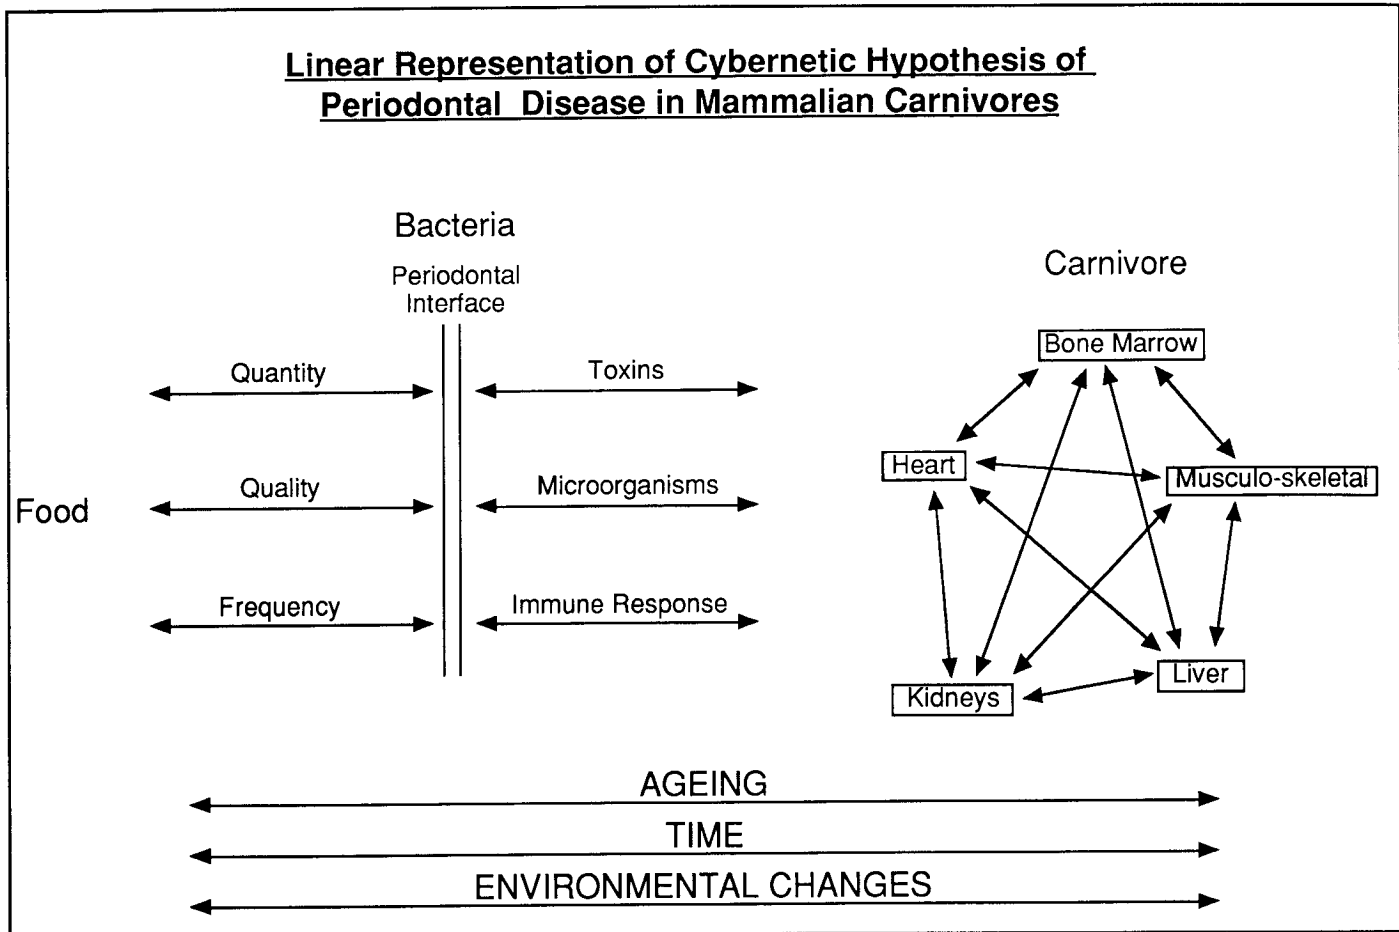 Linear Representation of Cybernetic Hypothesis of
Periodontal Disease in Mammalian Carnivores
Bacteria
Periodontal
Interface
Carnivore
Bone Marrow
Quantity
Toxins
Heart
Musculo-skeletal
Quality
Microorganisms
Food
Frequency
Immune Response
Liver
Kidneys
AGEING
TIME
ENVIRONMENTAL CHANGES